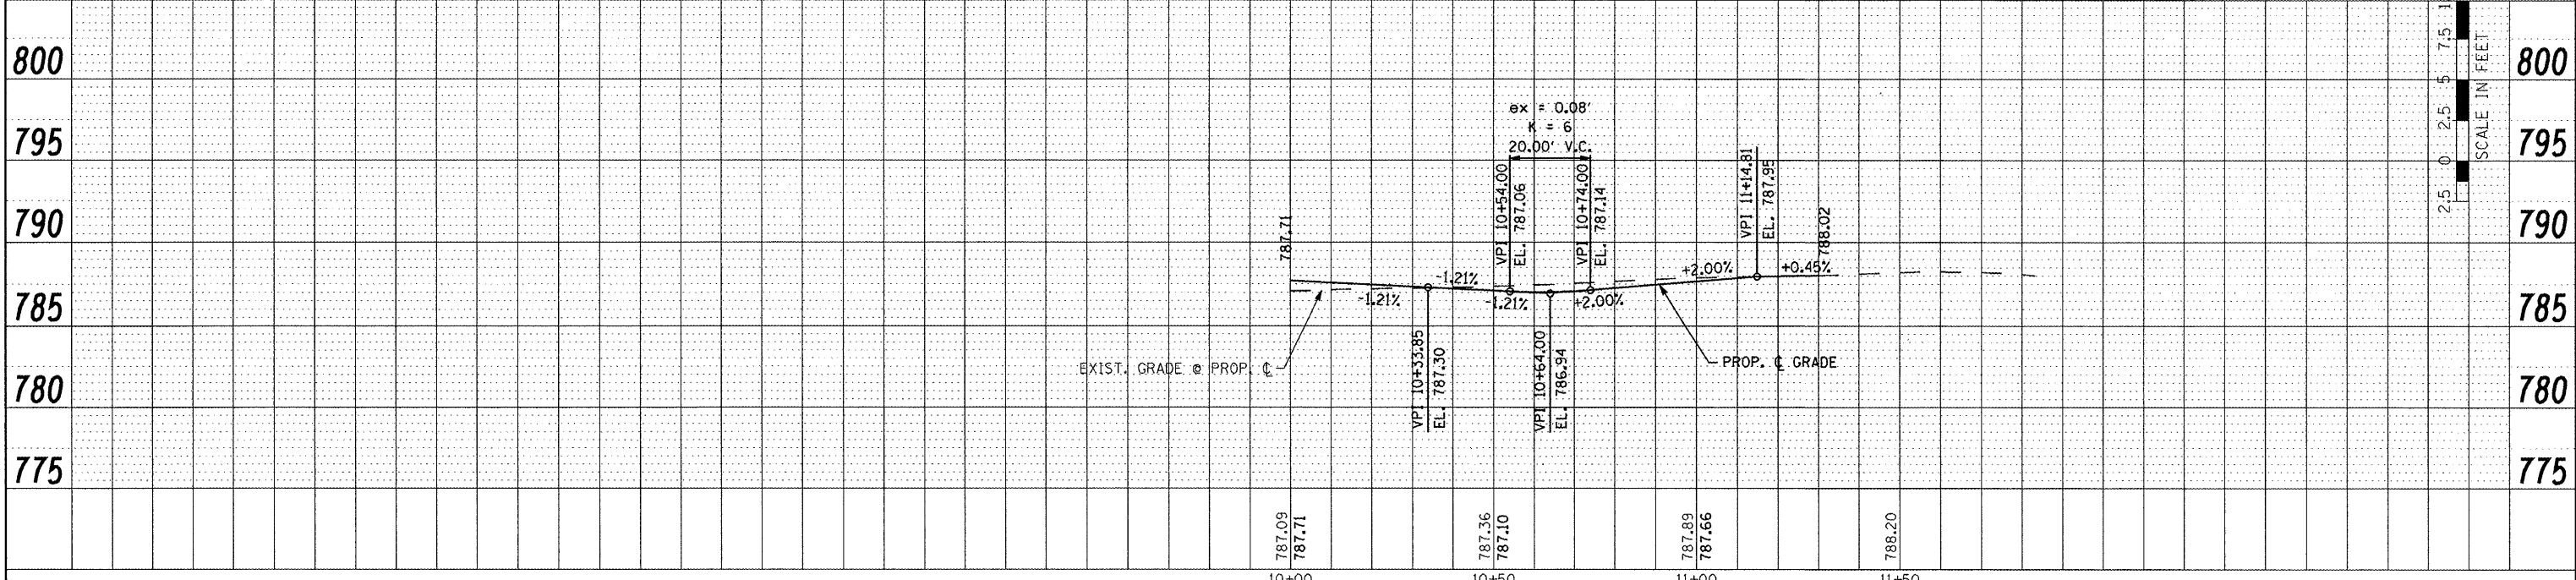 800
795
790
785
780
775
ex = 0.08'
K = 6
20.00' V.C.
787.71
VPI 10+54.00
EL. 787.06
VPI 10+74.00
EL. 787.14
VPI 11+14.81
EL. 787.95
788.02
-1.21%
-1.21%
-1.21%
+2.00%
+2.00%
+0.45%
EXIST. GRADE @ PROP. ℄
VPI 10+33.85
EL. 787.30
VPI 10+64.00
EL. 786.94
PROP. ℄ GRADE
787.09
787.71
787.36
787.10
787.89
787.66
788.20
10+00
10+50
11+00
11+50
2.5 0 2.5 5 7.5
SCALE IN FEET
800
795
790
785
780
775